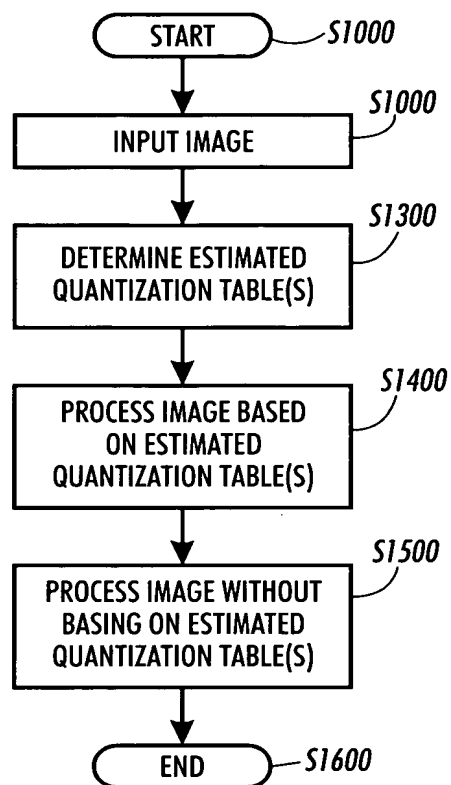 START
S1000
S1000
INPUT IMAGE
S1300
DETERMINE ESTIMATED
QUANTIZATION TABLE(S)
S1400
PROCESS IMAGE BASED
ON ESTIMATED
QUANTIZATION TABLE(S)
S1500
PROCESS IMAGE WITHOUT
BASING ON ESTIMATED
QUANTIZATION TABLE(S)
END
S1600